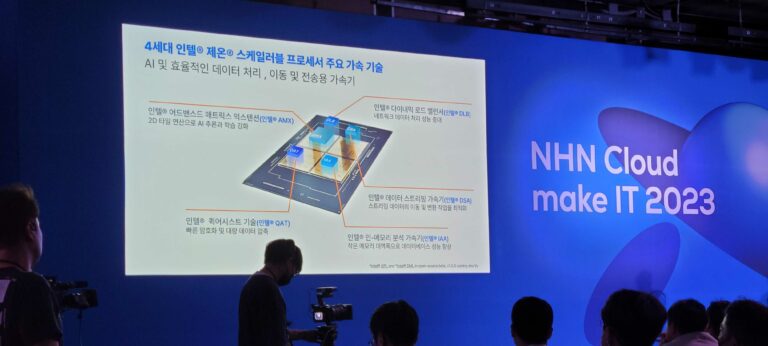 4세대 인텔® 제온® 스케일러블 프로세서 주요 가속 기술
AI 및 효율적인 데이터 처리, 이동 및 전송용 가속기
인텔® 어드밴스드 매트릭스 익스텐션(인텔® AMX)
2D 타일 연산으로 AI 추론과 학습 강화
인텔® 다이내믹 로드 밸런서(인텔® DLB)
네트워크 데이터 처리 성능 증대
DLB
DSA
QAT
IAA
인텔® 데이터 스트리밍 가속기(인텔® DSA)
스트리밍 데이터의 이동 및 변환 작업을 최적화
인텔® 퀵어시스트 기술(인텔® QAT)
빠른 암호화 및 대량 데이터 압축
인텔® 인-메모리 분석 가속기(인텔® IAA)
작은 메모리 대역폭으로 데이터베이스 성능 향상
NHN Cloud
make IT 2023